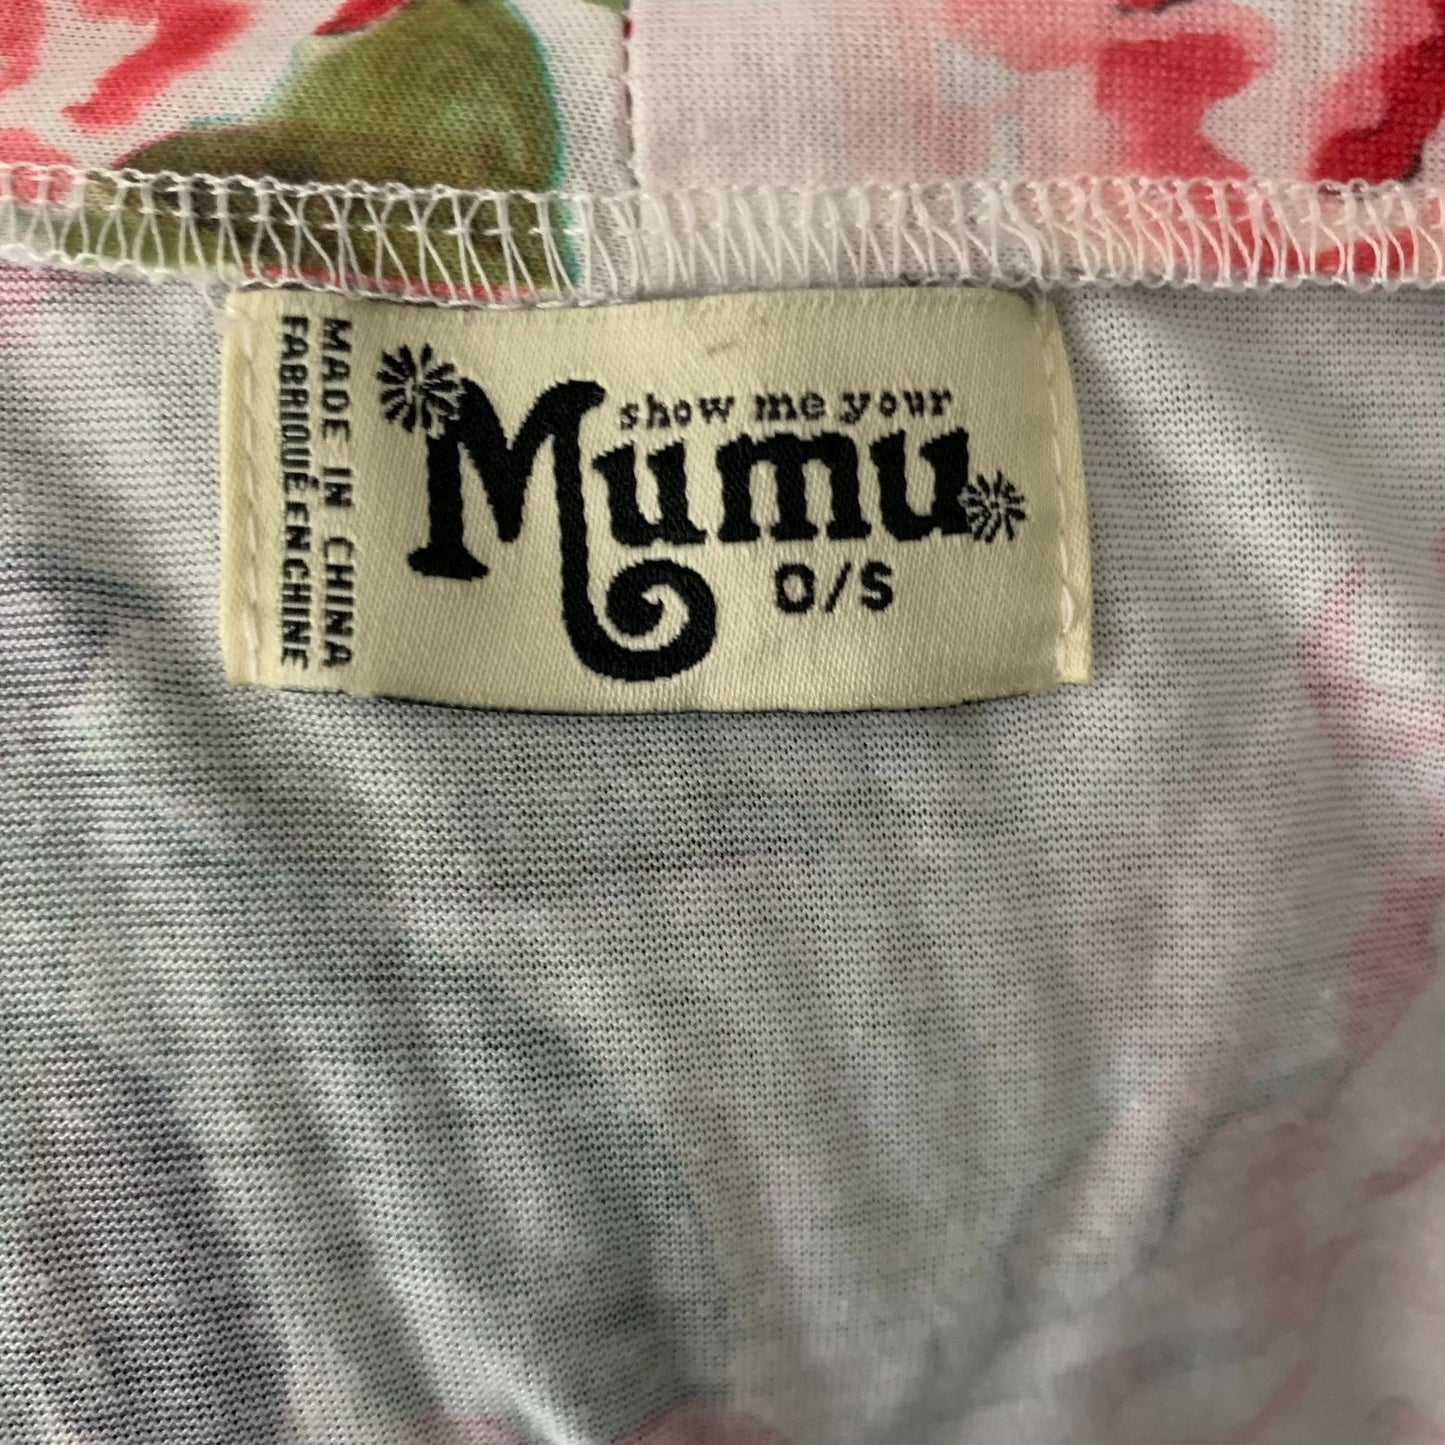 show me your
Mumu
O/S
MADE IN CHINA
FABRIQUÉ EN CHINE